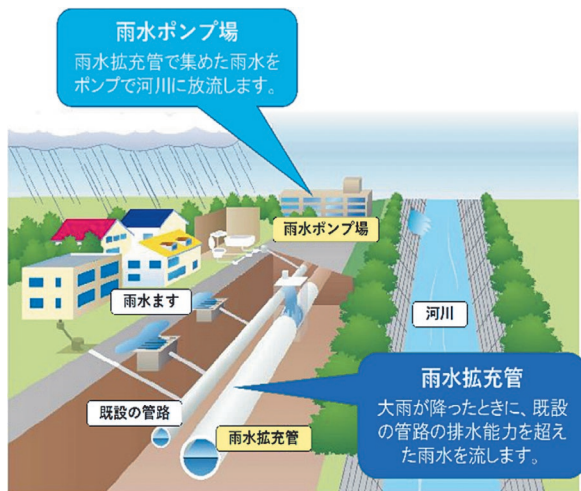 雨水ポンプ場
雨水拡充管で集めた雨水を
ポンプで河川に放流します。
雨水ポンプ場
雨水ます
河川
既設の管路
雨水拡充管
雨水拡充管
大雨が降ったときに、既設
の管路の排水能力を超え
た雨水を流します。